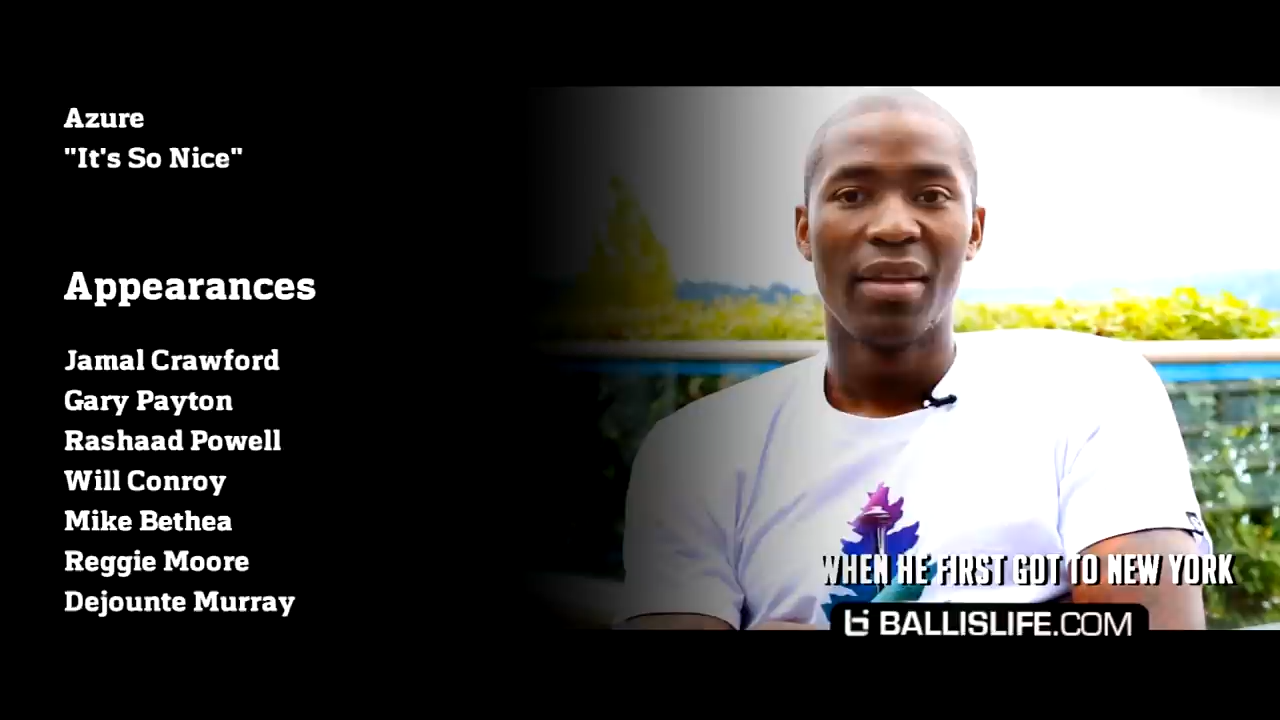 Azure
"It's So Nice"
Appearances
Jamal Crawford
Gary Payton
Rashaad Powell
Will Conroy
Mike Bethea
Reggie Moore
Dejounte Murray
WHEN HE FIRST GOT TO NEW YORK
BALLISLIFE.COM